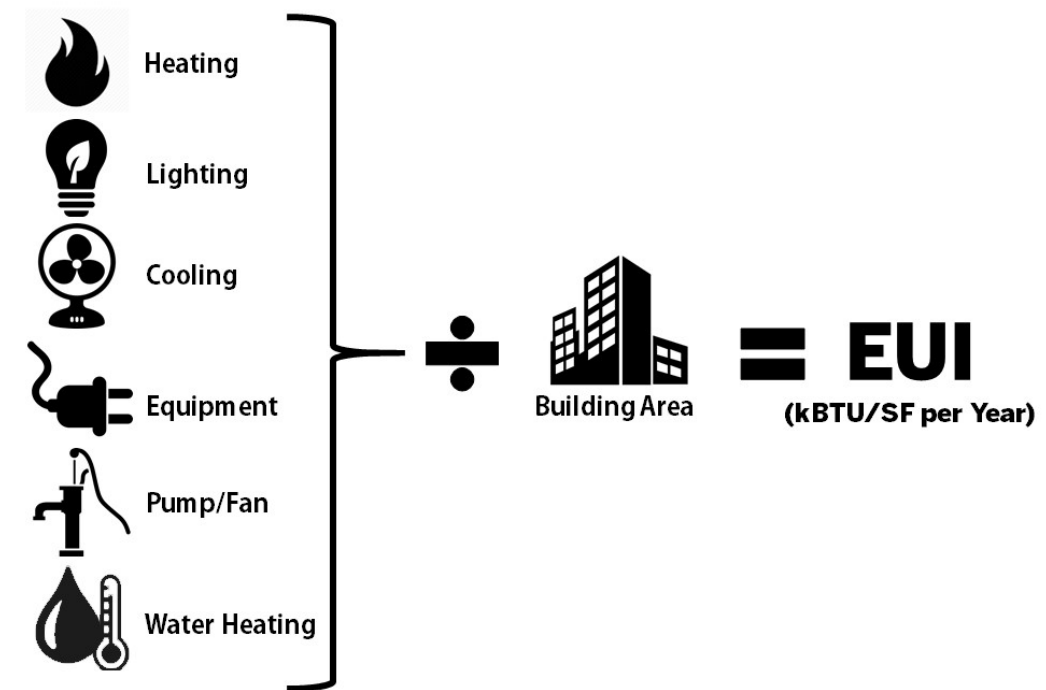 Heating
Lighting
Cooling
Equipment
Pump/Fan
Water Heating
Building Area
EUI
(kBTU/SF per Year)